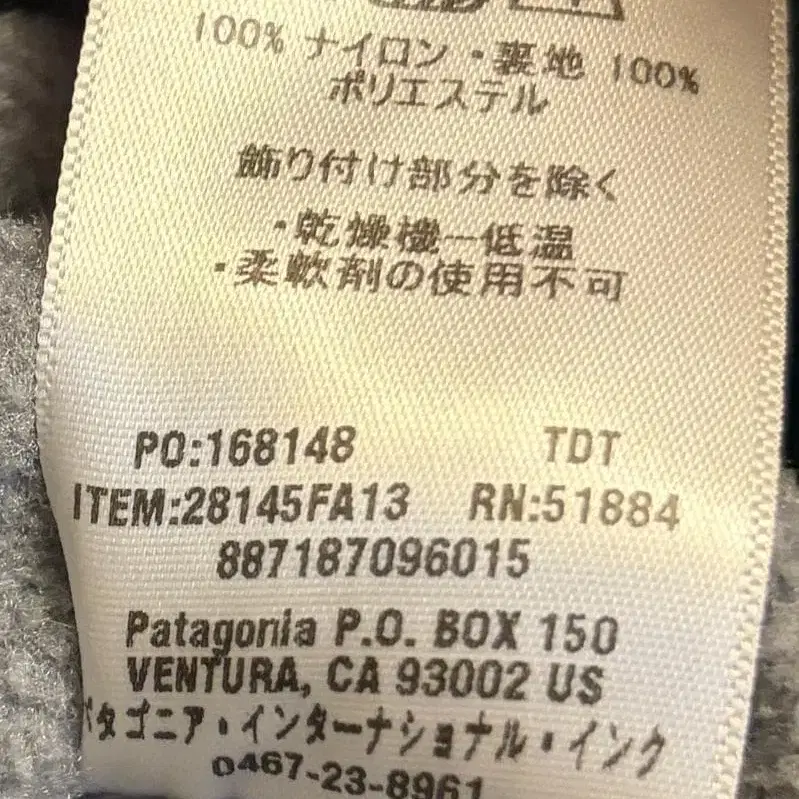 100% ナイロン・裏地 100%
ポリエステル
飾り付け部分を除く
・乾燥機ー低温
・柔軟剤の使用不可
PO:168148 TDT
ITEM:28145FA13 RN:51884
887187096015
Patagonia P.O. BOX 150
VENTURA, CA 93002 US
パタゴニア・インターナショナル・インク
0467-23-8961